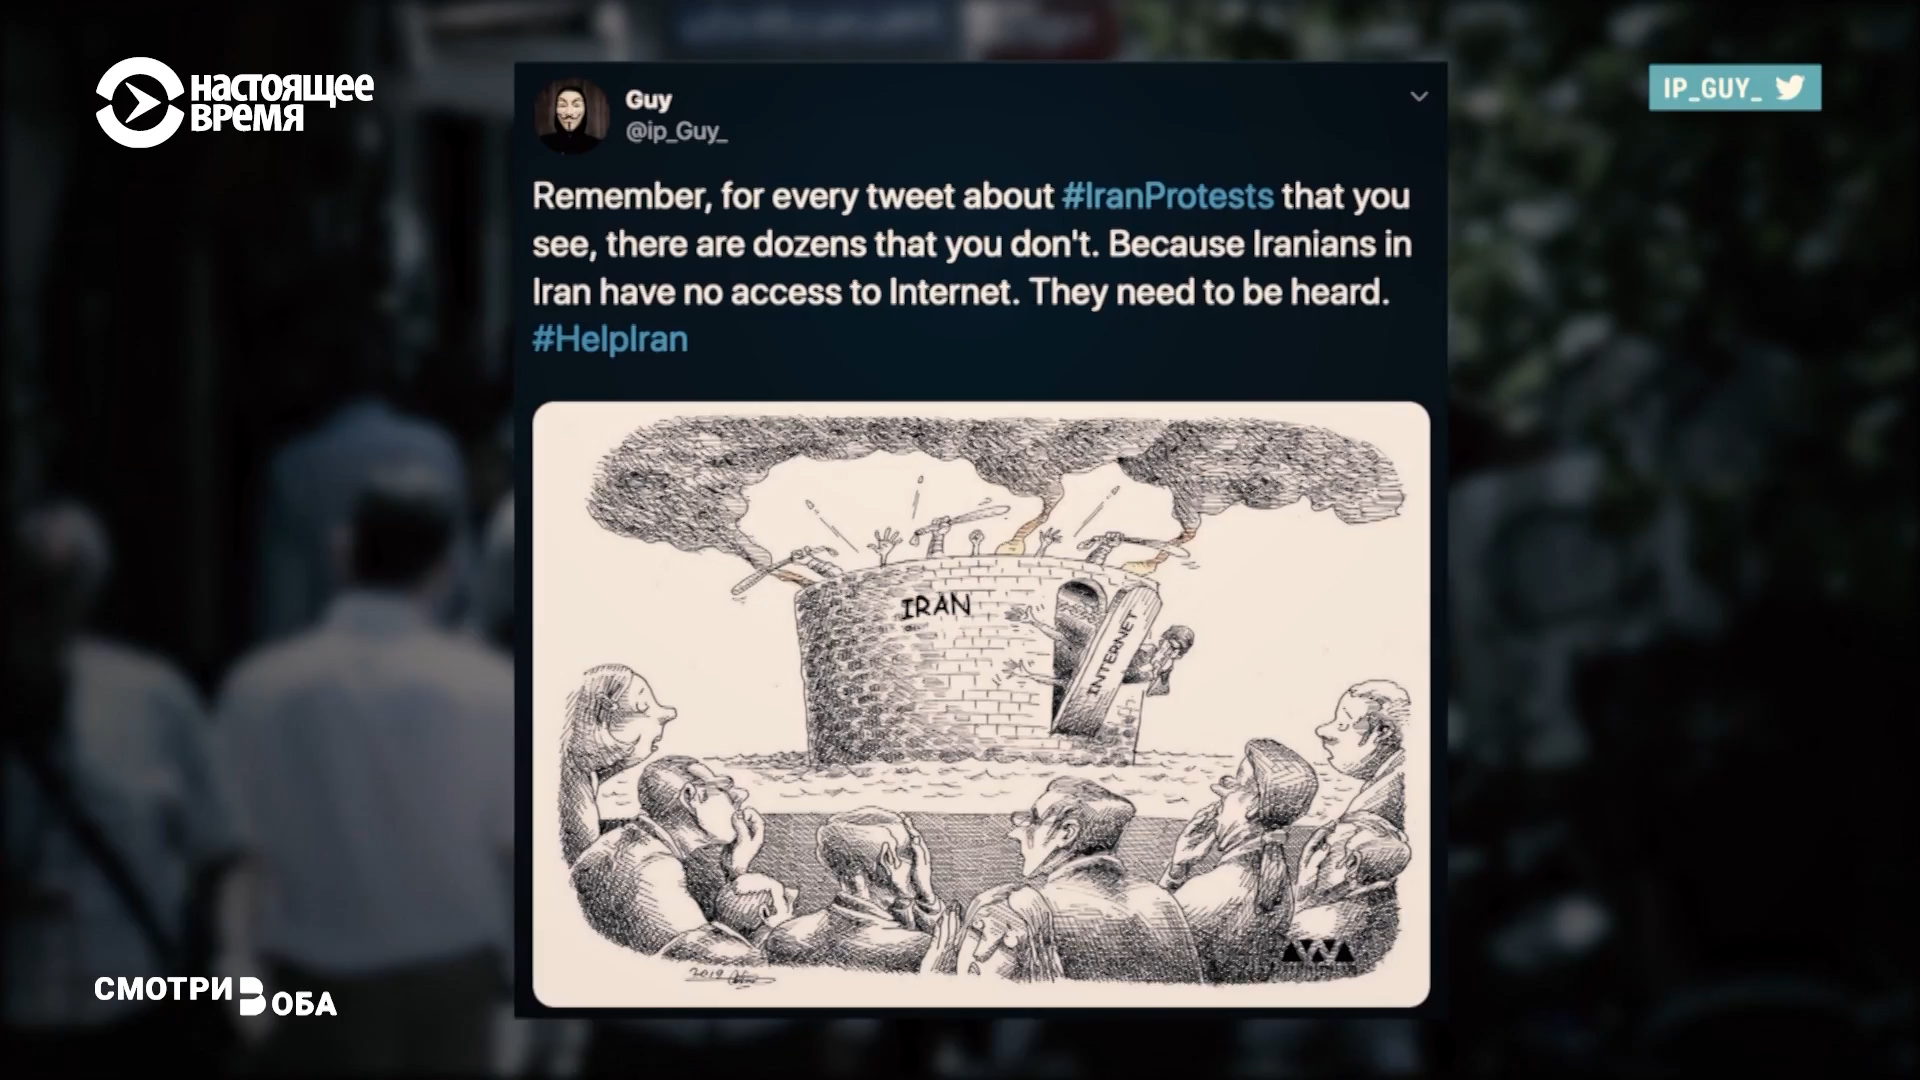 НАСТОЯЩЕЕ
ВРЕМЯ
IP_GUY_
Guy
@ip_Guy_
Remember, for every tweet about #IranProtests that you
see, there are dozens that you don't. Because Iranians in
Iran have no access to Internet. They need to be heard.
#HelpIran
IRAN
INTERNET
2019
СМОТРИ В ОБА